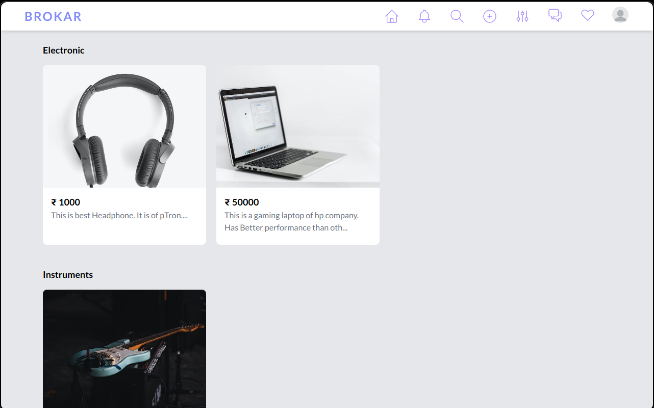 BROKAR
Electronic
₹ 1000
This is best Headphone. It is of pTron....
₹ 50000
This is a gaming laptop of hp company.
Has Better performance than oth...
Instruments